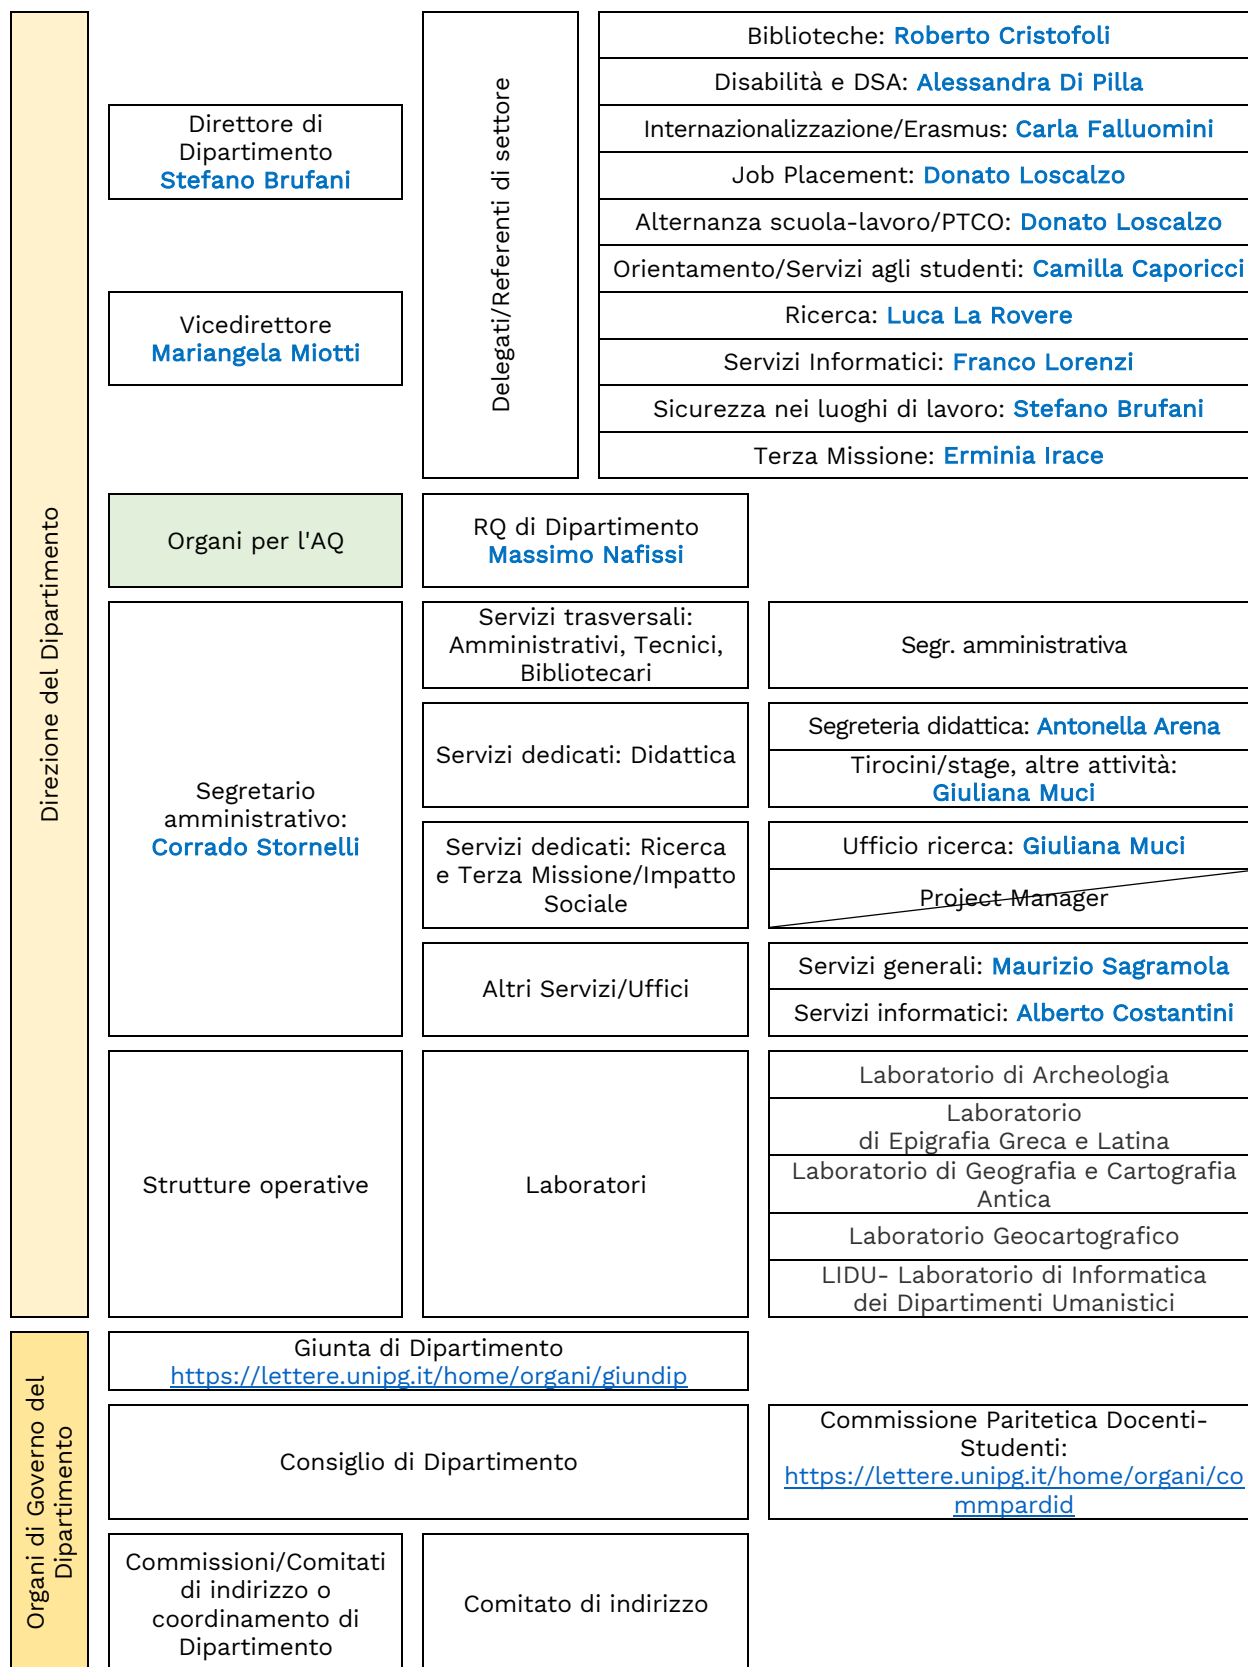 Direzione del Dipartimento
Direttore di
Dipartimento
Stefano Brufani
Vicedirettore
Mariangela Miotti
Delegati/Referenti di settore
Biblioteche: Roberto Cristofoli
Disabilità e DSA: Alessandra Di Pilla
Internazionalizzazione/Erasmus: Carla Falluomini
Job Placement: Donato Loscalzo
Alternanza scuola-lavoro/PTCO: Donato Loscalzo
Orientamento/Servizi agli studenti: Camilla Caporicci
Ricerca: Luca La Rovere
Servizi Informatici: Franco Lorenzi
Sicurezza nei luoghi di lavoro: Stefano Brufani
Terza Missione: Erminia Irace
Organi per l'AQ
RQ di Dipartimento
Massimo Nafissi
Segretario
amministrativo:
Corrado Stornelli
Servizi trasversali:
Amministrativi, Tecnici,
Bibliotecari
Segr. amministrativa
Servizi dedicati: Didattica
Segreteria didattica: Antonella Arena
Tirocini/stage, altre attività:
Giuliana Muci
Servizi dedicati: Ricerca
e Terza Missione/Impatto
Sociale
Ufficio ricerca: Giuliana Muci
Project Manager
Altri Servizi/Uffici
Servizi generali: Maurizio Sagramola
Servizi informatici: Alberto Costantini
Strutture operative
Laboratori
Laboratorio di Archeologia
Laboratorio
di Epigrafia Greca e Latina
Laboratorio di Geografia e Cartografia
Antica
Laboratorio Geocartografico
LIDU- Laboratorio di Informatica
dei Dipartimenti Umanistici
Organi di Governo del
Dipartimento
Giunta di Dipartimento
https://lettere.unipg.it/home/organi/giundip
Consiglio di Dipartimento
Commissione Paritetica Docenti-
Studenti:
https://lettere.unipg.it/home/organi/co
mmpardid
Commissioni/Comitati
di indirizzo o
coordinamento di
Dipartimento
Comitato di indirizzo